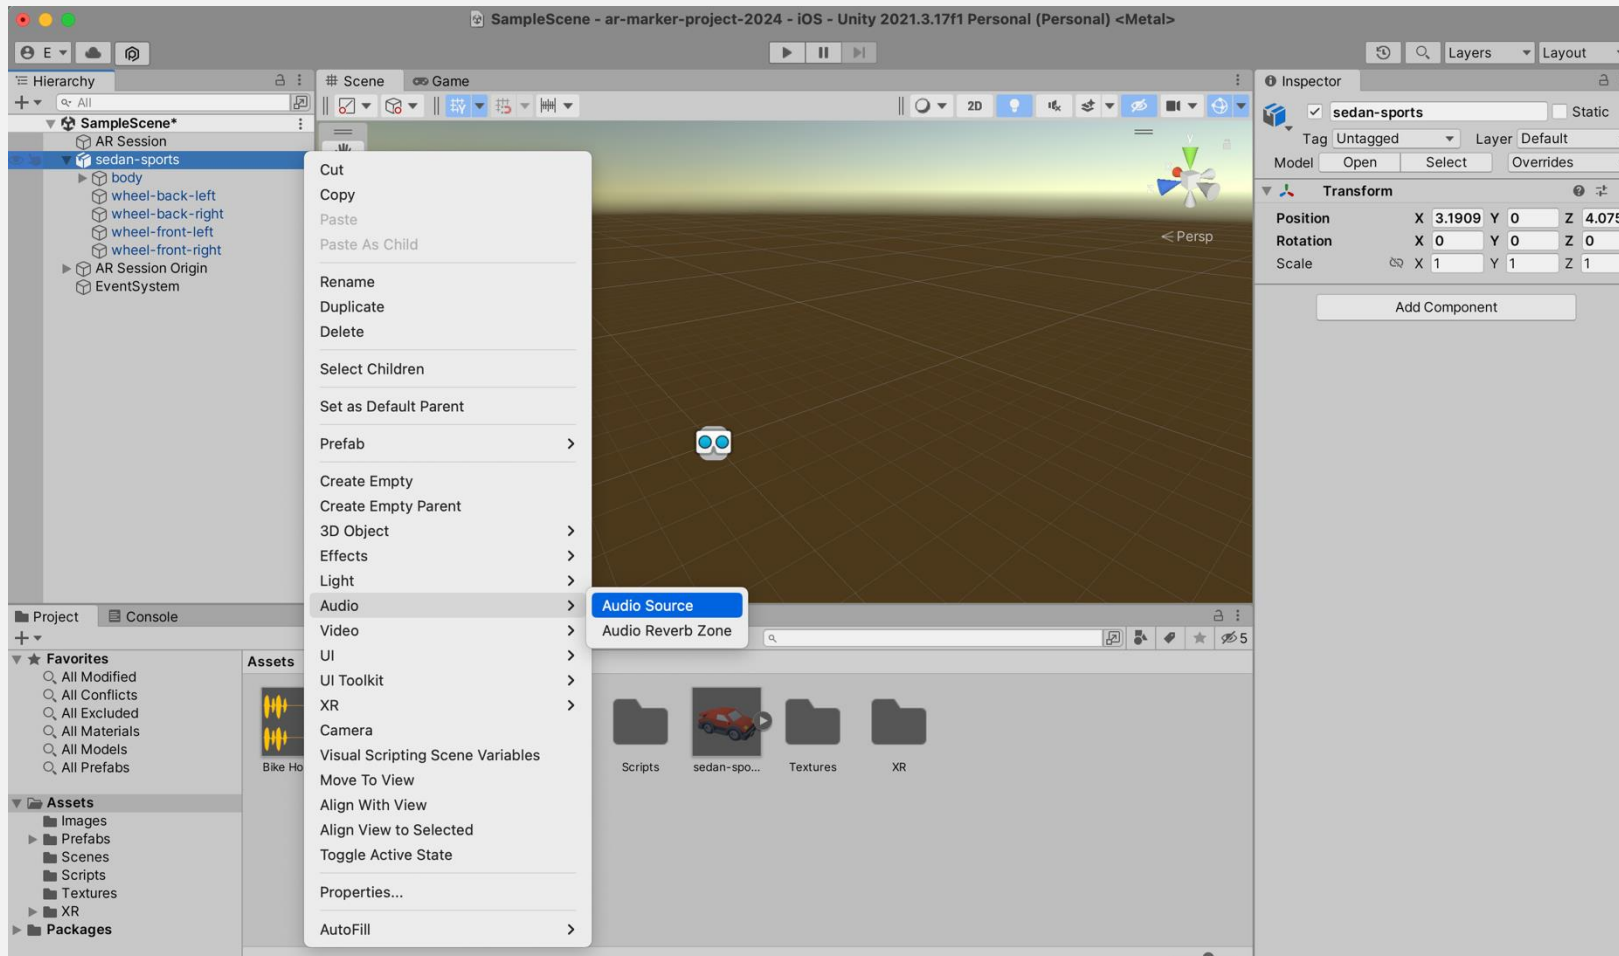 SampleScene - ar-marker-project-2024 - iOS - Unity 2021.3.17f1 Personal (Personal) <Metal>
E
Layers
Layout
Hierarchy
All
SampleScene*
AR Session
sedan-sports
body
wheel-back-left
wheel-back-right
wheel-front-left
wheel-front-right
AR Session Origin
EventSystem
Scene
Game
2D
y
Persp
Cut
Copy
Paste
Paste As Child
Rename
Duplicate
Delete
Select Children
Set as Default Parent
Prefab
Create Empty
Create Empty Parent
3D Object
Effects
Light
Audio
Video
UI
UI Toolkit
XR
Camera
Visual Scripting Scene Variables
Move To View
Align With View
Align View to Selected
Toggle Active State
Properties...
AutoFill
Audio Source
Audio Reverb Zone
Inspector
sedan-sports
Static
Tag Untagged
Layer Default
Model Open Select Overrides
Transform
Position X 3.1909 Y 0 Z 4.075
Rotation X 0 Y 0 Z 0
Scale X 1 Y 1 Z 1
Add Component
Project
Console
5
Favorites
All Modified
All Conflicts
All Excluded
All Materials
All Models
All Prefabs
Assets
Images
Prefabs
Scenes
Scripts
Textures
XR
Packages
Assets
Bike Ho
Scripts
sedan-spo...
Textures
XR